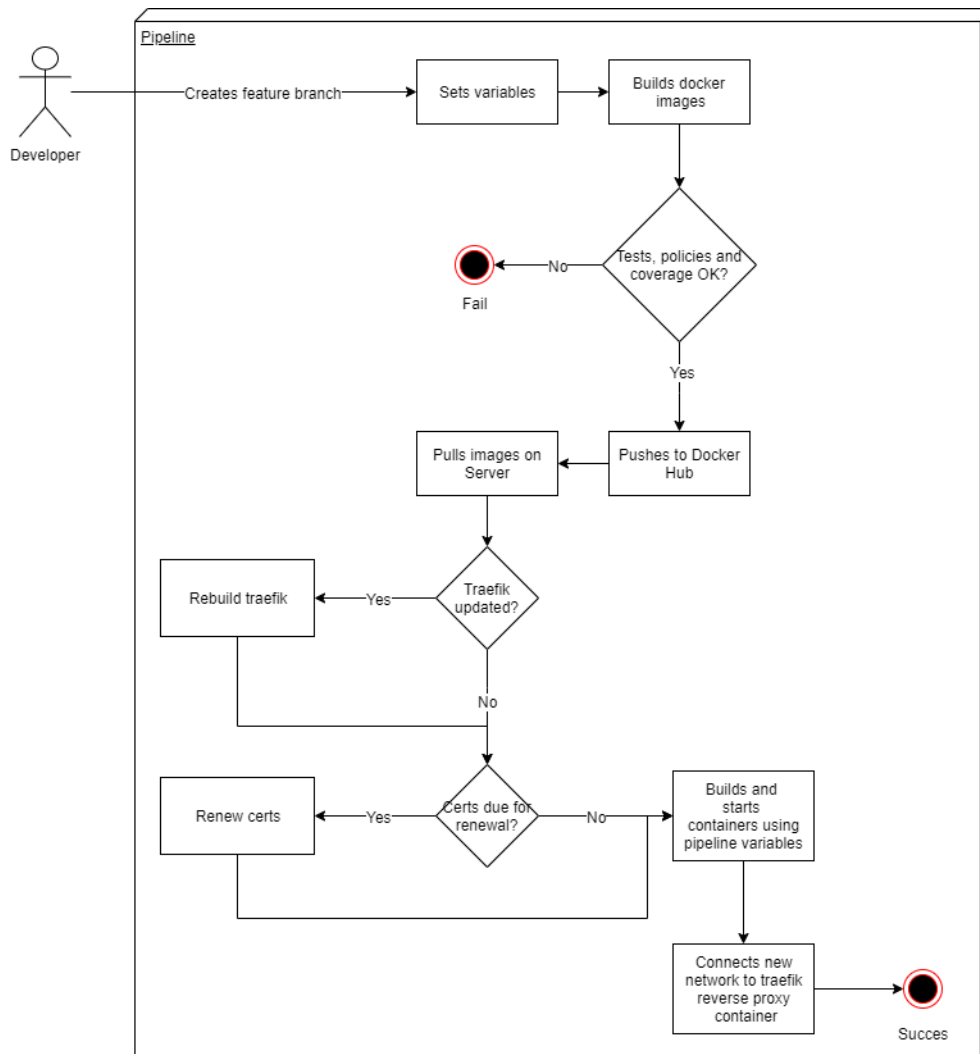 Pipeline
Developer
Creates feature branch
Sets variables
Builds docker
images
Tests, policies and
coverage OK?
No
Fail
Yes
Pushes to Docker
Hub
Pulls images on
Server
Traefik
updated?
Yes
Rebuild traefik
No
Certs due for
renewal?
Yes
Renew certs
No
Builds and
starts
containers using
pipeline variables
Connects new
network to traefik
reverse proxy
container
Succes